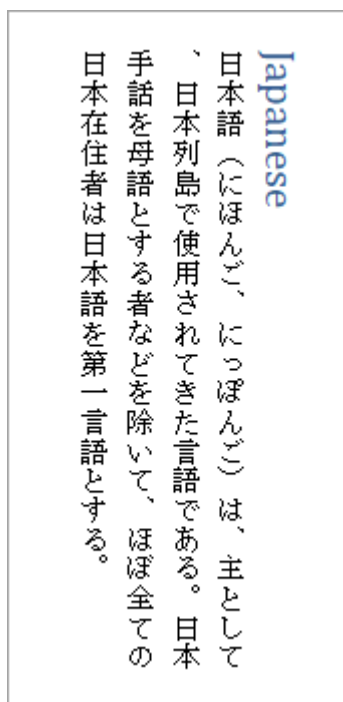 Japanese
日本語（にほんご、にっぽんご）は、主として
、日本列島で使用されてきた言語である。日本
手話を母語とする者などを除いて、ほぼ全ての
日本在住者は日本語を第一言語とする。